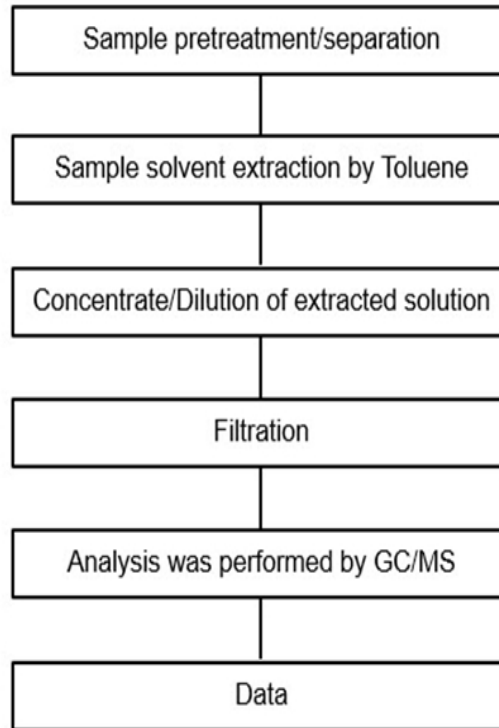 Sample pretreatment/separation
Sample solvent extraction by Toluene
Concentrate/Dilution of extracted solution
Filtration
Analysis was performed by GC/MS
Data